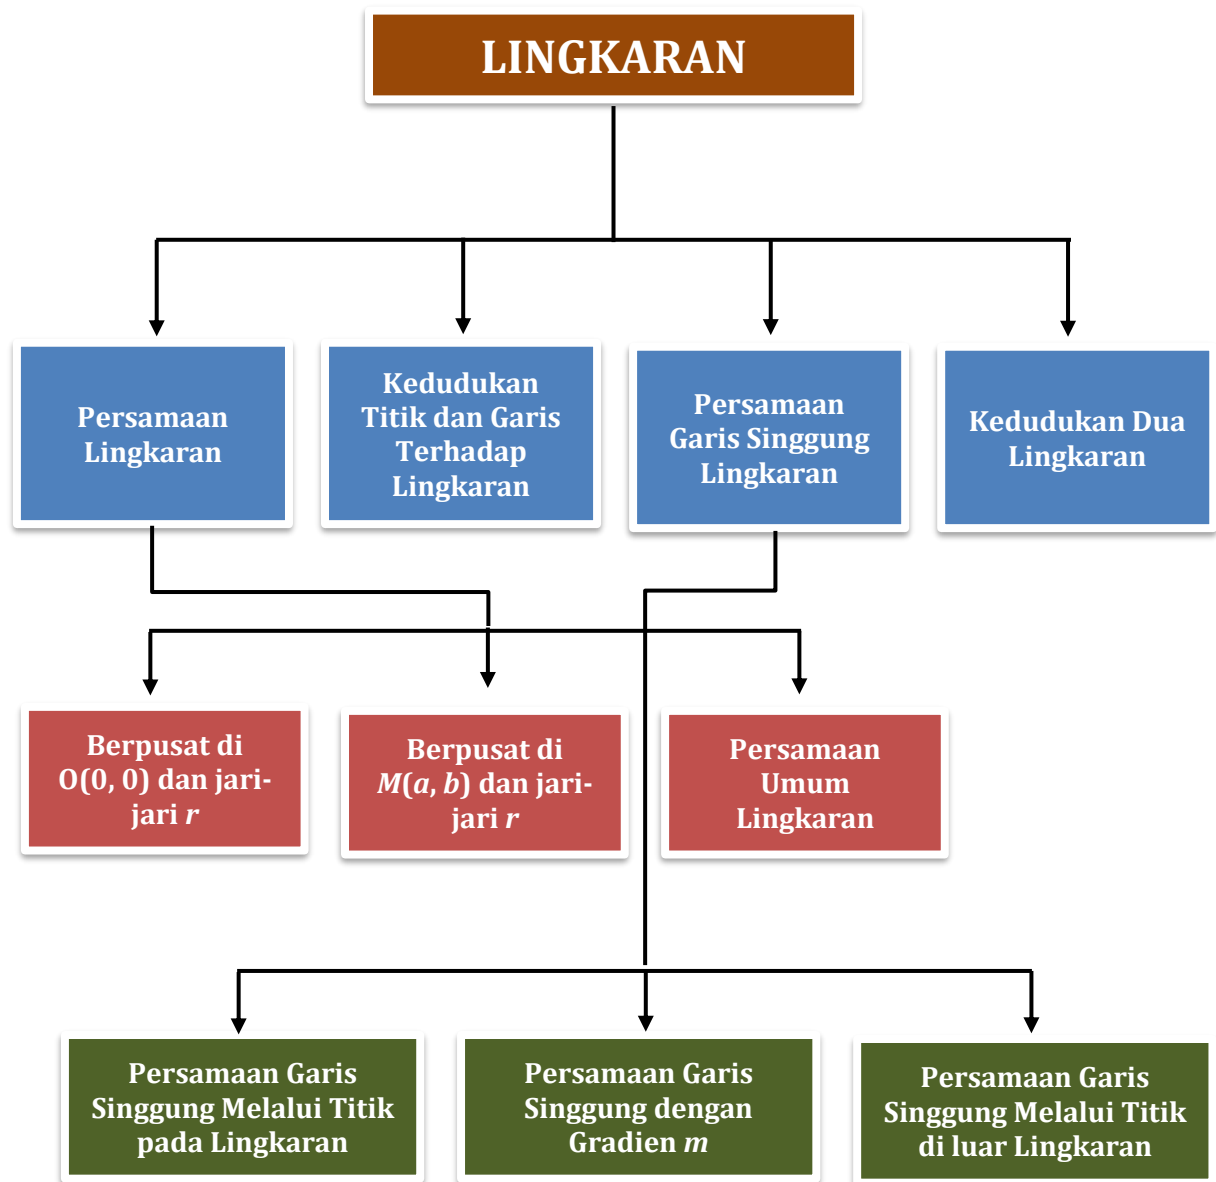 LINGKARAN
Persamaan
Lingkaran
Kedudukan
Titik dan Garis
Terhadap
Lingkaran
Persamaan
Garis Singgung
Lingkaran
Kedudukan Dua
Lingkaran
Berpusat di
O(0, 0) dan jari-
jari r
Berpusat di
M(a, b) dan jari-
jari r
Persamaan
Umum
Lingkaran
Persamaan Garis
Singgung Melalui Titik
pada Lingkaran
Persamaan Garis
Singgung dengan
Gradien m
Persamaan Garis
Singgung Melalui Titik
di luar Lingkaran